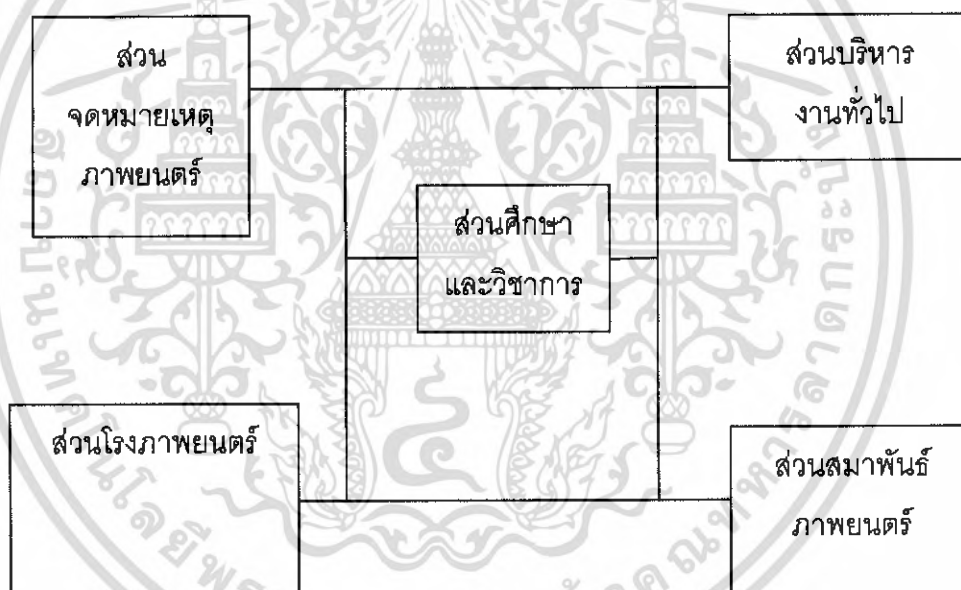 ส่วน
จดหมายเหตุ
ภาพยนตร์
ส่วนบริหาร
งานทั่วไป
ส่วนศึกษา
และวิชาการ
ส่วนโรงภาพยนตร์
ส่วนสมาพันธ์
ภาพยนตร์